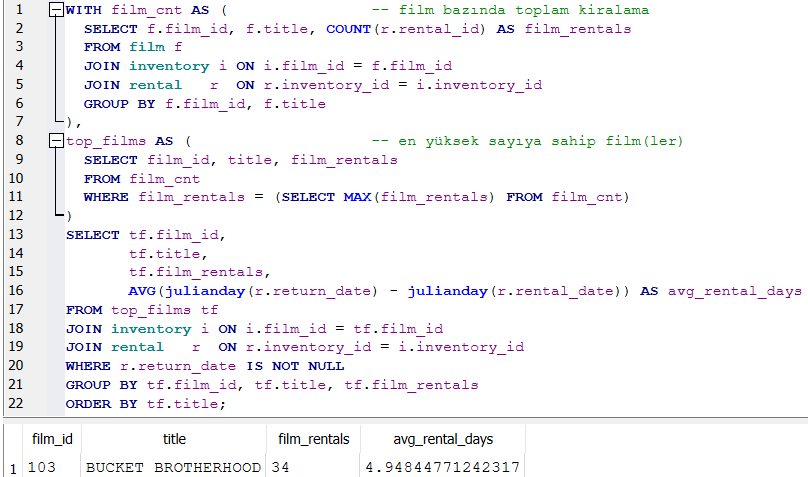 1 WITH film_cnt AS ( -- film bazında toplam kiralama
2 SELECT f.film_id, f.title, COUNT(r.rental_id) AS film_rentals
3 FROM film f
4 JOIN inventory i ON i.film_id = f.film_id
5 JOIN rental r ON r.inventory_id = i.inventory_id
6 GROUP BY f.film_id, f.title
7 ),
8 top_films AS ( -- en yüksek sayıya sahip film(ler)
9 SELECT film_id, title, film_rentals
10 FROM film_cnt
11 WHERE film_rentals = (SELECT MAX(film_rentals) FROM film_cnt)
12 )
13 SELECT tf.film_id,
14 tf.title,
15 tf.film_rentals,
16 AVG(julianday(r.return_date) - julianday(r.rental_date)) AS avg_rental_days
17 FROM top_films tf
18 JOIN inventory i ON i.film_id = tf.film_id
19 JOIN rental r ON r.inventory_id = i.inventory_id
20 WHERE r.return_date IS NOT NULL
21 GROUP BY tf.film_id, tf.title, tf.film_rentals
22 ORDER BY tf.title;
film_id title film_rentals avg_rental_days
1 103 BUCKET BROTHERHOOD 34 4.94844771242317